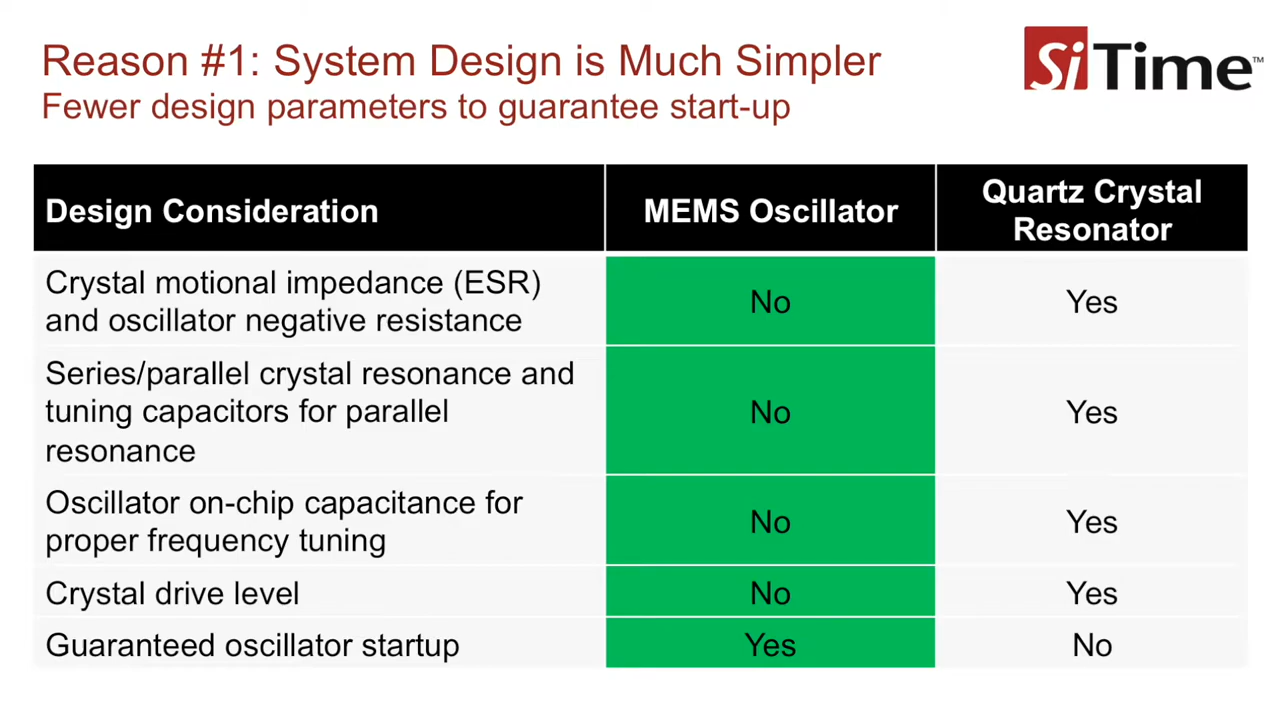 Reason #1: System Design is Much Simpler
Fewer design parameters to guarantee start-up
SiTime™
Design Consideration
MEMS Oscillator
Quartz Crystal
Resonator
Crystal motional impedance (ESR)
and oscillator negative resistance
No
Yes
Series/parallel crystal resonance and
tuning capacitors for parallel
resonance
No
Yes
Oscillator on-chip capacitance for
proper frequency tuning
No
Yes
Crystal drive level
No
Yes
Guaranteed oscillator startup
Yes
No